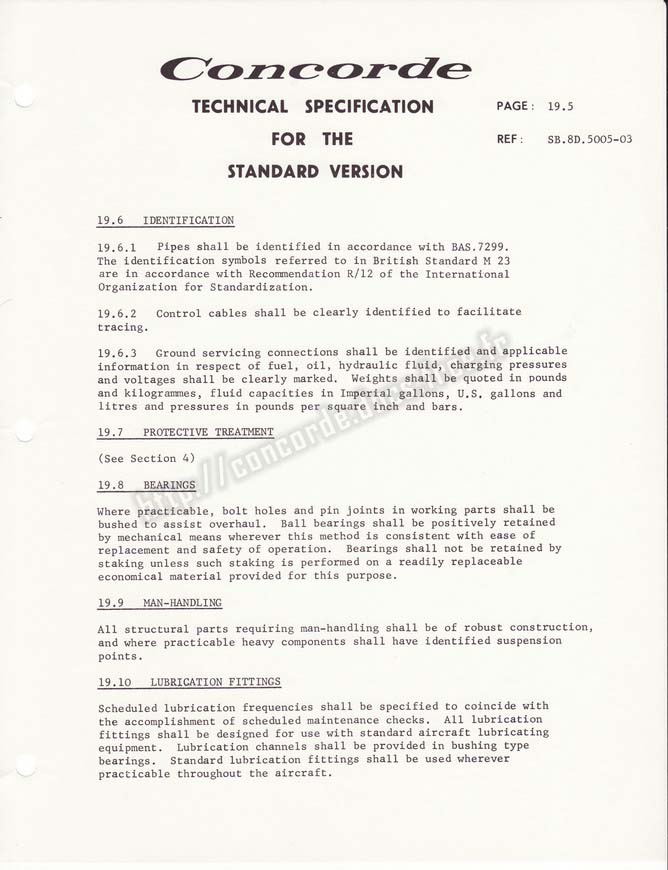 Concorde
TECHNICAL SPECIFICATION
PAGE: 19.5
FOR THE
REF: SB.8D.5005-03
STANDARD VERSION
19.6 IDENTIFICATION
19.6.1 Pipes shall be identified in accordance with BAS.7299.
The identification symbols referred to in British Standard M 23
are in accordance with Recommendation R/12 of the International
Organization for Standardization.
19.6.2 Control cables shall be clearly identified to facilitate
tracing.
19.6.3 Ground servicing connections shall be identified and applicable
information in respect of fuel, oil, hydraulic fluid, charging pressures
and voltages shall be clearly marked. Weights shall be quoted in pounds
and kilogrammes, fluid capacities in Imperial gallons, U.S. gallons and
litres and pressures in pounds per square inch and bars.
19.7 PROTECTIVE TREATMENT
(See Section 4)
19.8 BEARINGS
Where practicable, bolt holes and pin joints in working parts shall be
bushed to assist overhaul. Ball bearings shall be positively retained
by mechanical means wherever this method is consistent with ease of
replacement and safety of operation. Bearings shall not be retained by
staking unless such staking is performed on a readily replaceable
economical material provided for this purpose.
19.9 MAN-HANDLING
All structural parts requiring man-handling shall be of robust construction,
and where practicable heavy components shall have identified suspension
points.
19.10 LUBRICATION FITTINGS
Scheduled lubrication frequencies shall be specified to coincide with
the accomplishment of scheduled maintenance checks. All lubrication
fittings shall be designed for use with standard aircraft lubricating
equipment. Lubrication channels shall be provided in bushing type
bearings. Standard lubrication fittings shall be used wherever
practicable throughout the aircraft.